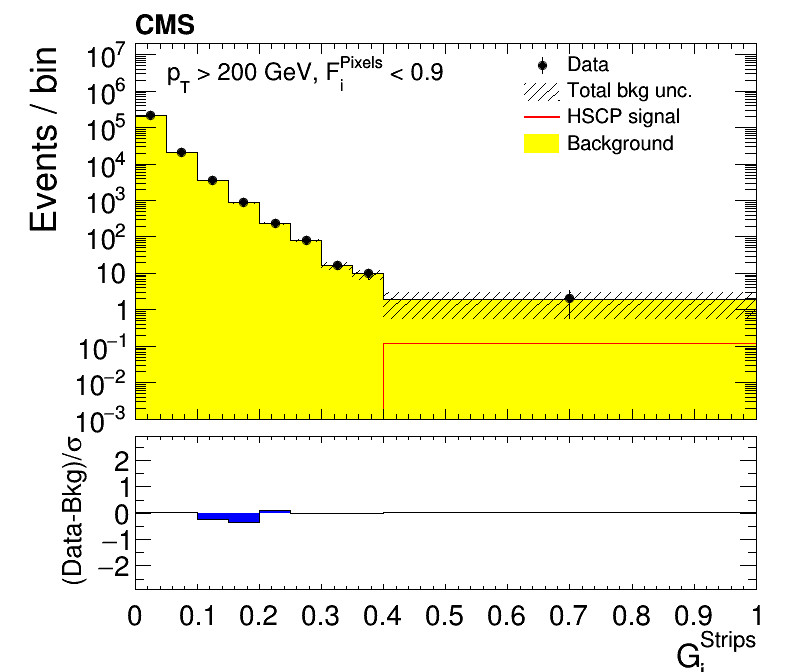 CMS
Events / bin
10^7
10^6
10^5
10^4
10^3
10^2
10
1
10^−1
10^−2
10^−3
p_T > 200 GeV, F_i^Pixels < 0.9
Data
Total bkg unc.
HSCP signal
Background
(Data-Bkg)/σ
2
1
0
−1
−2
0 0.1 0.2 0.3 0.4 0.5 0.6 0.7 0.8 0.9 1
G_i^Strips